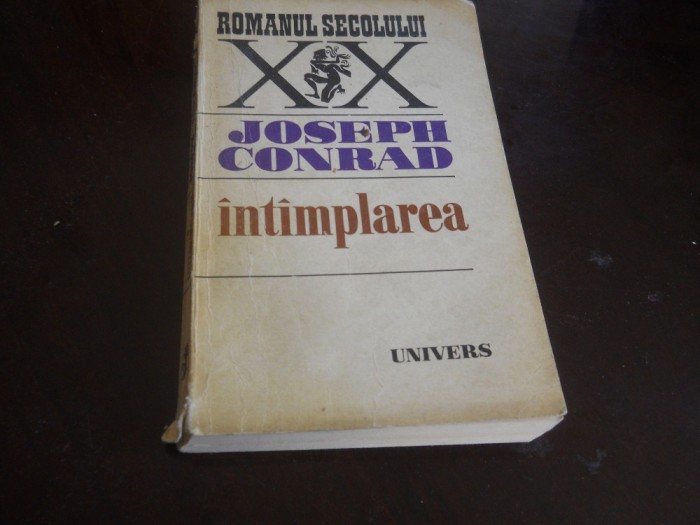 ROMANUL SECOLULUI
XX
JOSEPH
CONRAD
întîmplarea
UNIVERS